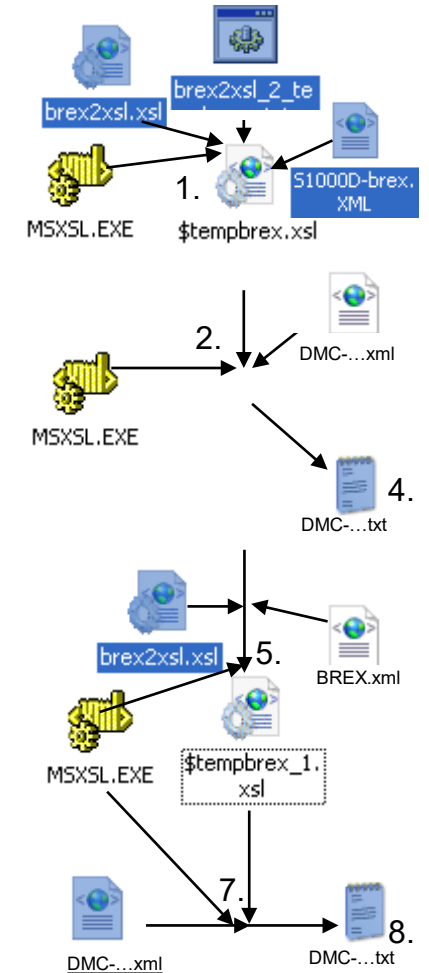 brex2xsl_2_te
brex2xsl.xsl
1.
S1000D-brex.
XML
MSXSL.EXE
$tempbrex.xsl
2.
DMC-…xml
MSXSL.EXE
4.
DMC-…txt
brex2xsl.xsl
5.
BREX.xml
MSXSL.EXE
$tempbrex_1.
xsl
7.
8.
DMC-…xml
DMC-…txt